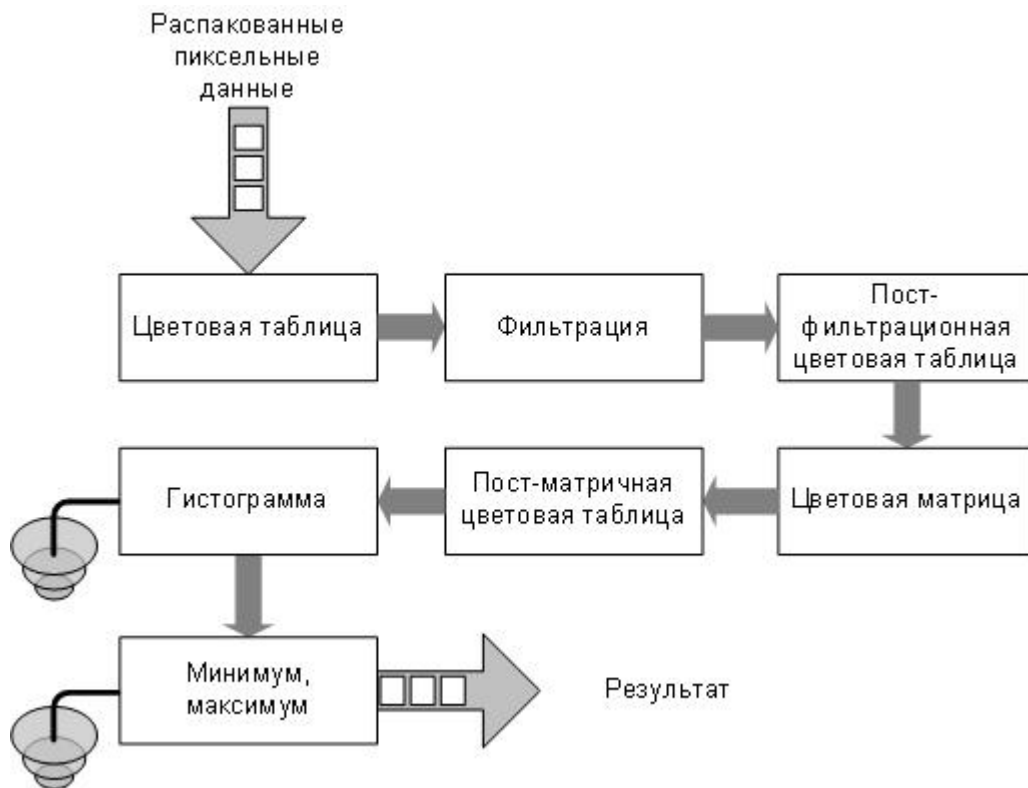 Распакованные
пиксельные
данные
Цветовая таблица
Фильтрация
Пост-
фильтрационная
цветовая таблица
Гистограмма
Пост-матричная
цветовая таблица
Цветовая матрица
Минимум,
максимум
Результат